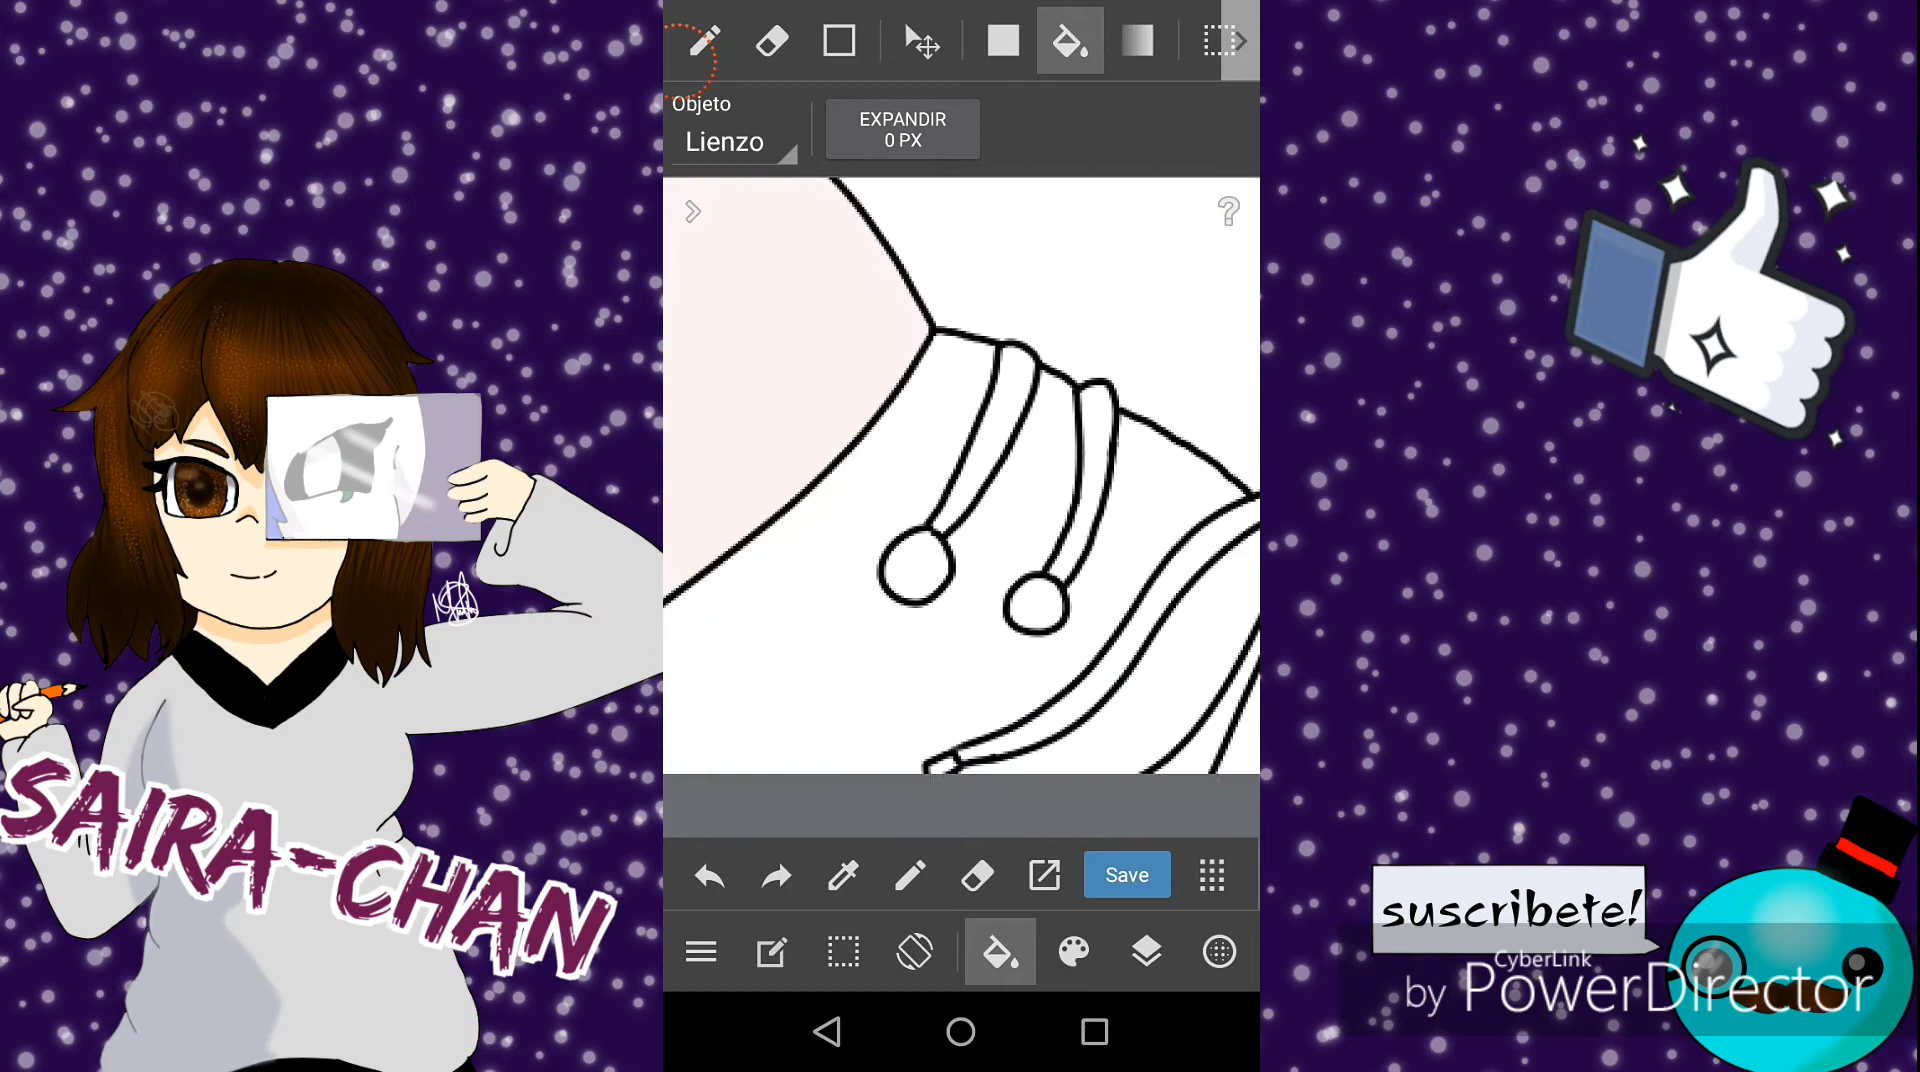 Objeto
Lienzo
EXPANDIR
0 PX
?
Save
SAIRA-CHAN
suscribete!
CyberLink
by PowerDirector